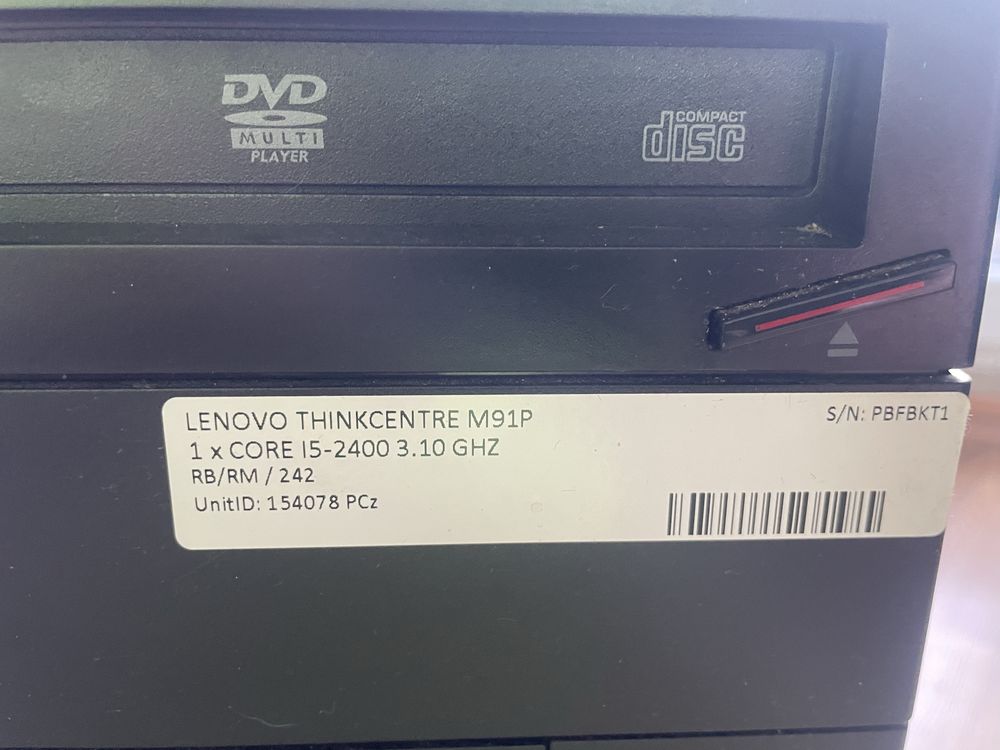 DVD
MULTI
PLAYER
COMPACT
disc
LENOVO THINKCENTRE M91P
S/N: PBFBKT1
1 x CORE I5-2400 3.10 GHZ
RB/RM / 242
UnitID: 154078 PCz